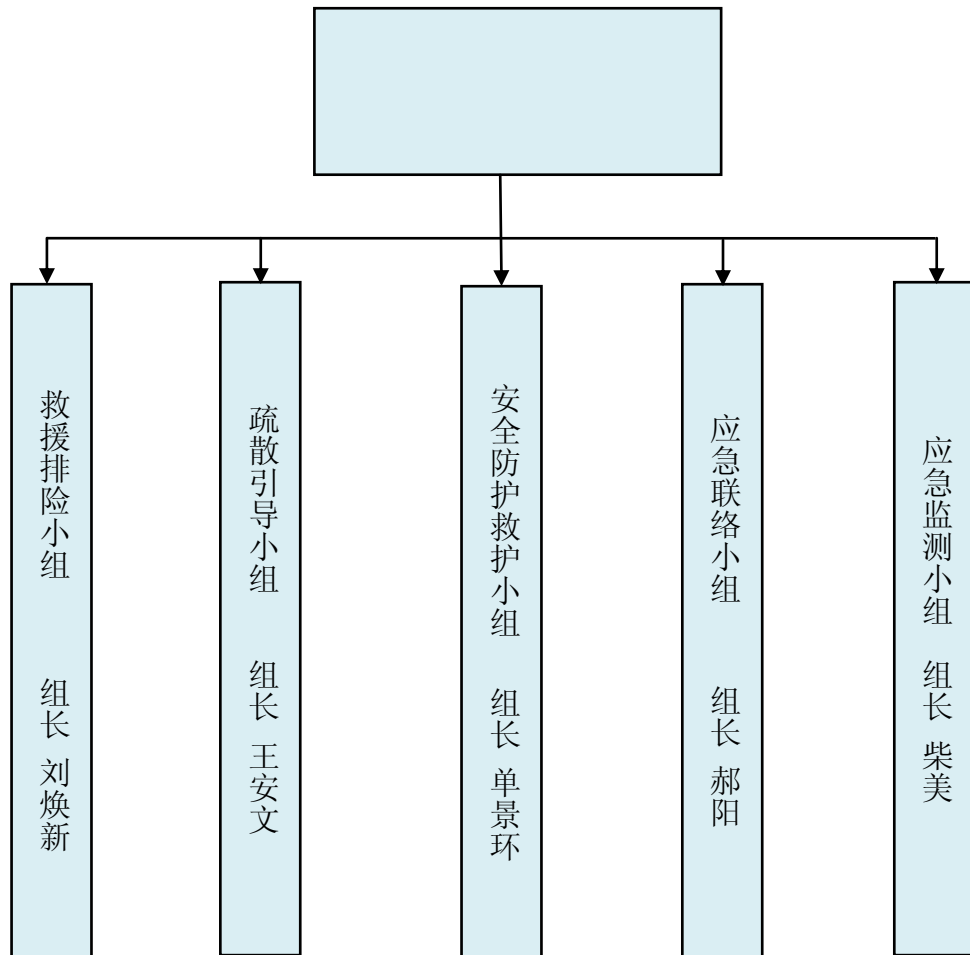 救援排险小组 组长 刘焕新
疏散引导小组 组长 王安文
安全防护救护小组 组长 单景环
应急联络小组 组长 郝阳
应急监测小组 组长 柴美